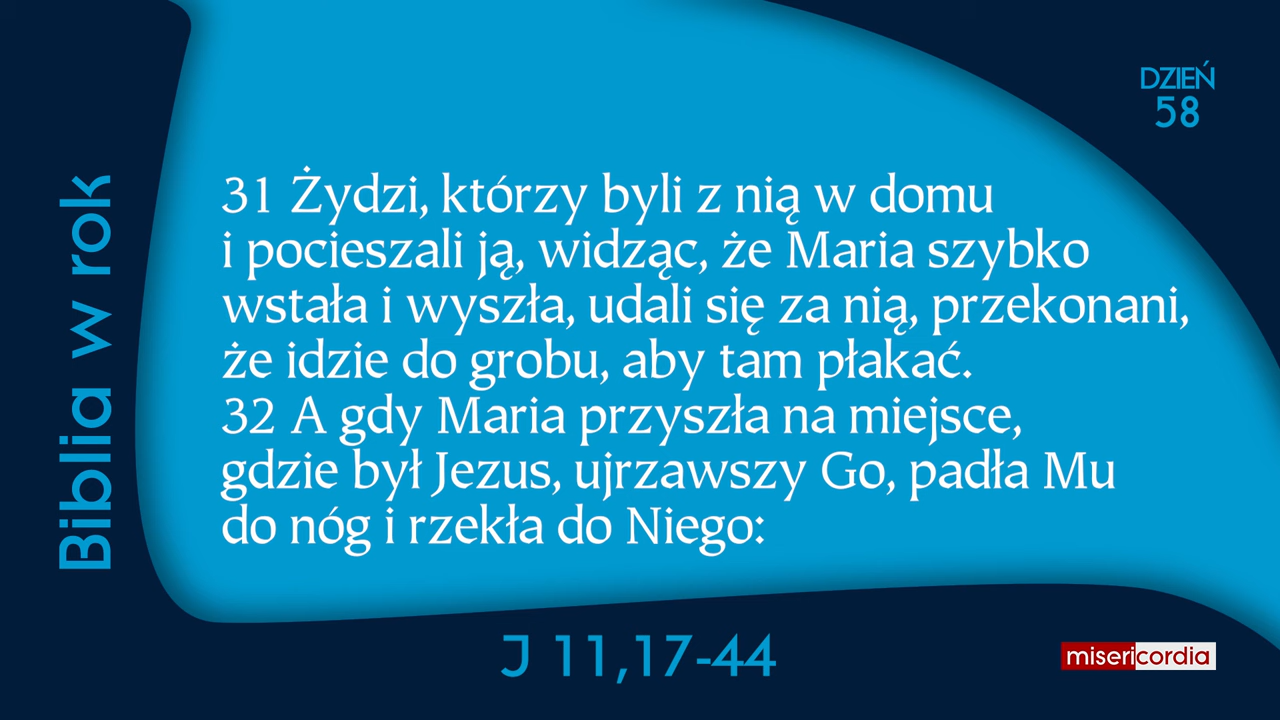 DZIEŃ
58
Biblia w rok
31 Żydzi, którzy byli z nią w domu
i pocieszali ją, widząc, że Maria szybko
wstała i wyszła, udali się za nią, przekonani,
że idzie do grobu, aby tam płakać.
32 A gdy Maria przyszła na miejsce,
gdzie był Jezus, ujrzawszy Go, padła Mu
do nóg i rzekła do Niego:
J 11,17-44
misericordia